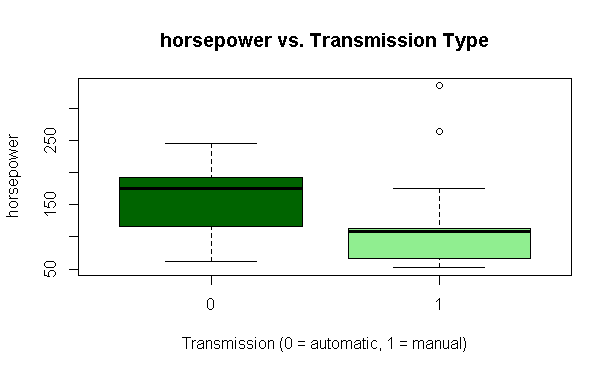 horsepower vs. Transmission Type
horsepower
250
150
50
0
1
Transmission (0 = automatic, 1 = manual)